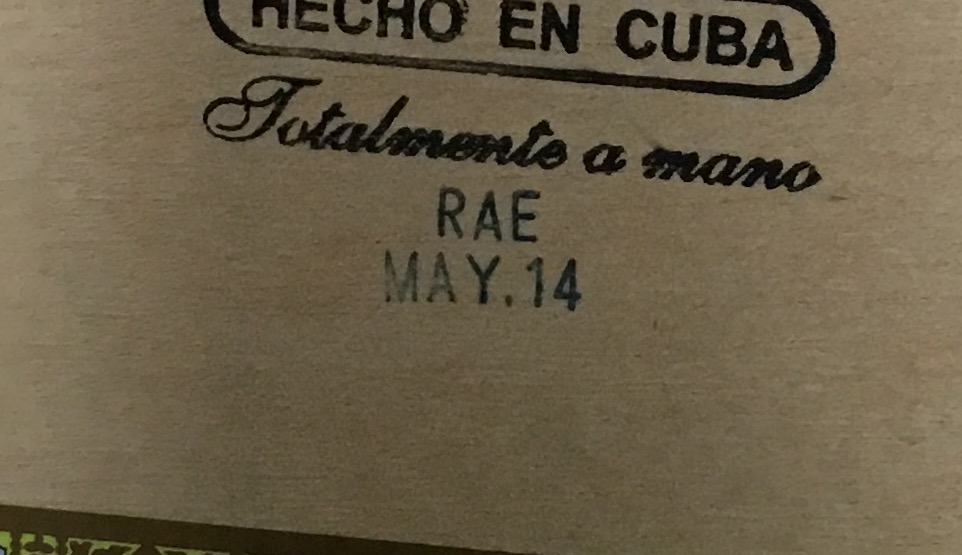 HECHO EN CUBA
Totalmente a mano
RAE
MAY.14